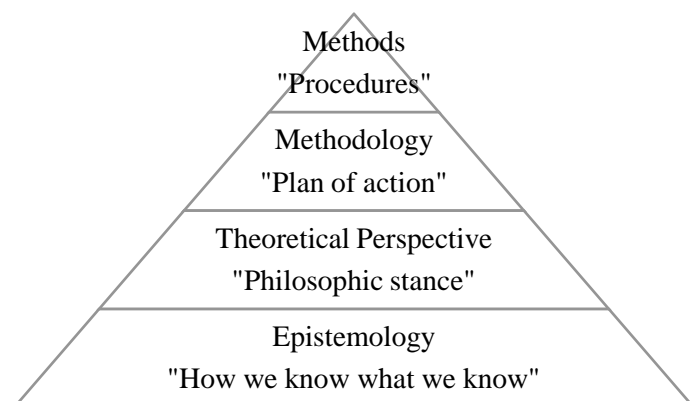 Methods
"Procedures"
Methodology
"Plan of action"
Theoretical Perspective
"Philosophic stance"
Epistemology
"How we know what we know"